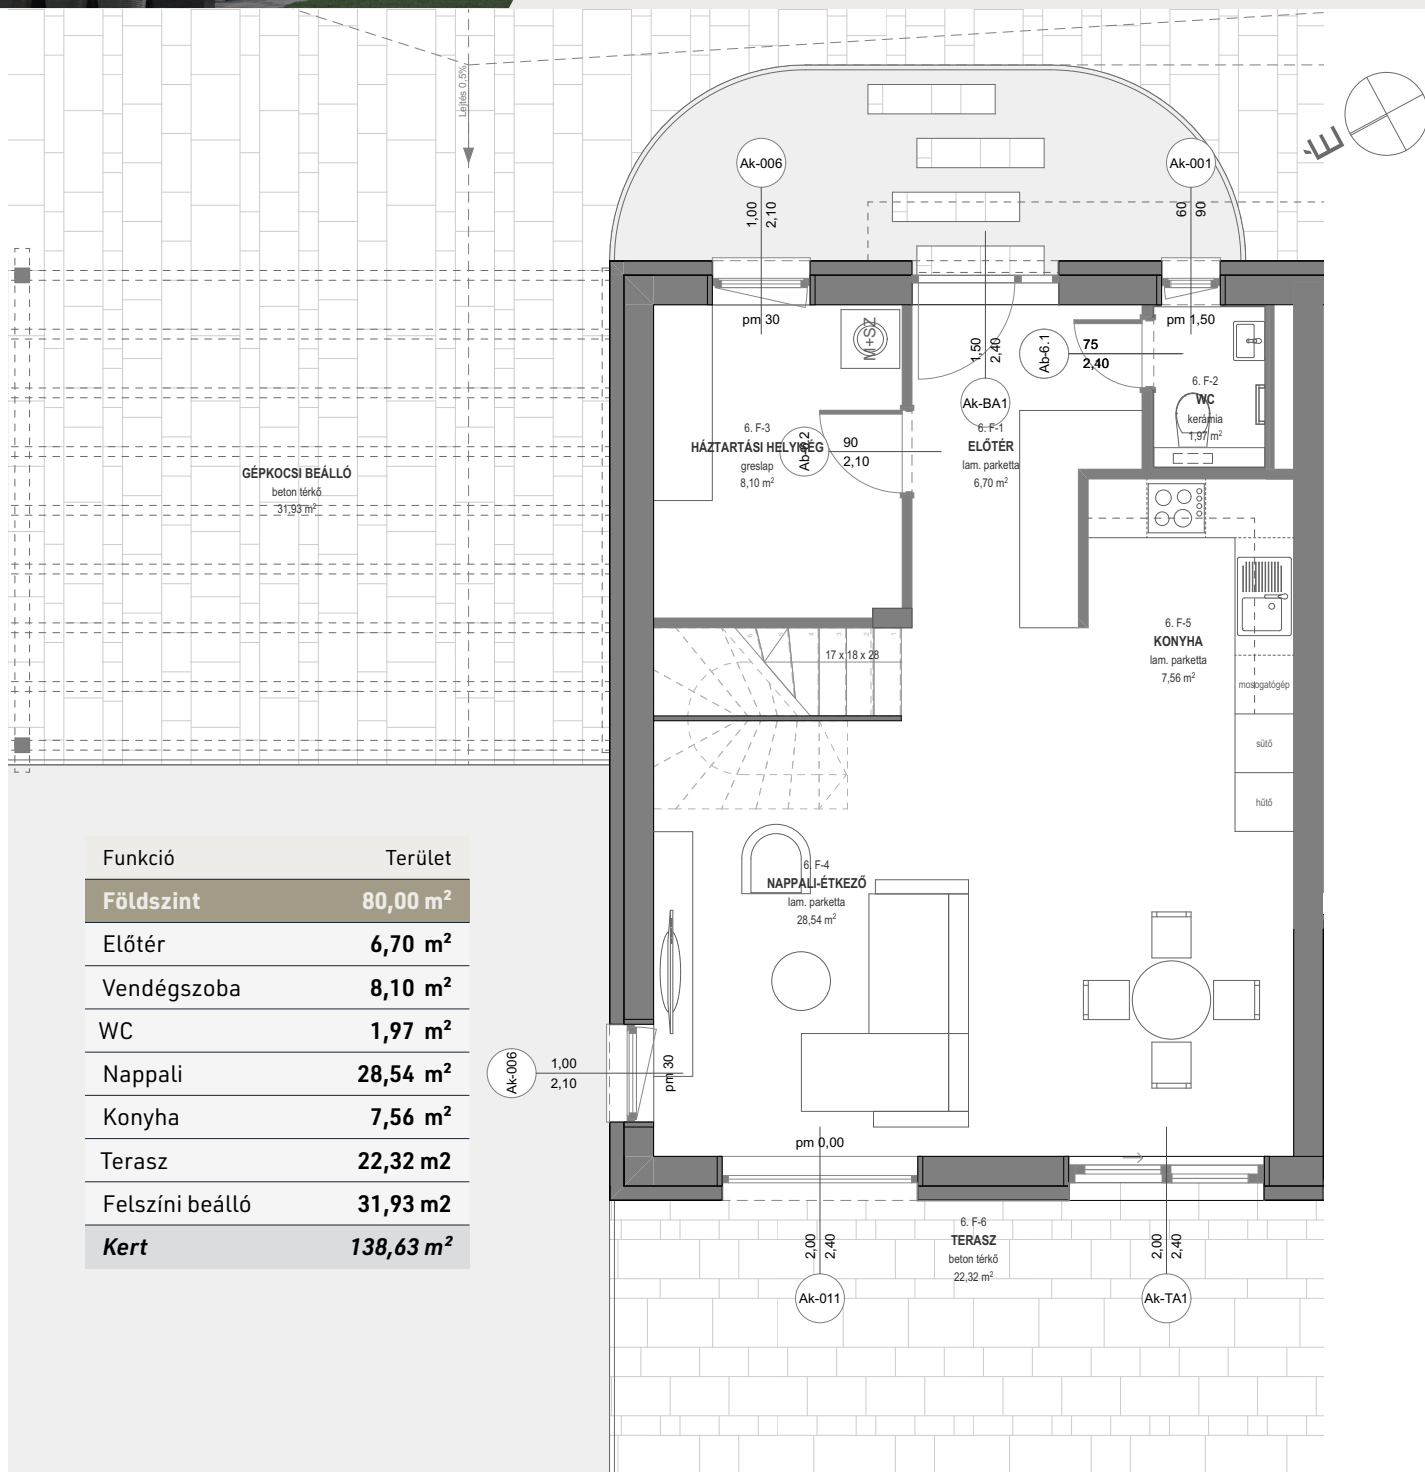 Lejtés 0,5%
É
Ak-006
1,00
2,10
pm 30
Ak-001
60
90
pm 1,50
M+SZ
1,50
2,40
Ak-BA1
Ab-6.1
75
2,40
6. F-2
WC
kerámia
1,97 m²
6. F-3
HÁZTARTÁSI HELYISÉG
greslap
8,10 m²
Ab-6.2
90
2,10
6. F-1
ELŐTÉR
lam. parketta
6,70 m²
GÉPKOCSI BEÁLLÓ
beton térkő
31,93 m²
17 x 18 x 28
6. F-5
KONYHA
lam. parketta
7,56 m²
mosogatógép
sütő
hűtő
6. F-4
NAPPALI-ÉTKEZŐ
lam. parketta
28,54 m²
Funkció Terület
Földszint 80,00 m²
Előtér 6,70 m²
Vendégszoba 8,10 m²
WC 1,97 m²
Nappali 28,54 m²
Konyha 7,56 m²
Terasz 22,32 m2
Felszíni beálló 31,93 m2
Kert 138,63 m²
Ak-006
1,00
2,10
pm 30
pm 0,00
2,00
2,40
Ak-011
6. F-6
TERASZ
beton térkő
22,32 m²
2,00
2,40
Ak-TA1